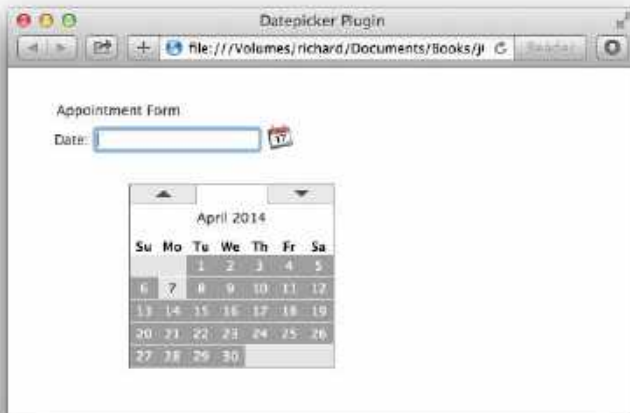 Datepicker Plugin
file:///Volumes/richard/Documents/Books/jI
Reader
Appointment Form
Date:
17
April 2014
Su Mo Tu We Th Fr Sa
1 2 3 4 5
6 7 8 9 10 11 12
13 14 15 16 17 18 19
20 21 22 23 24 25 26
27 28 29 30